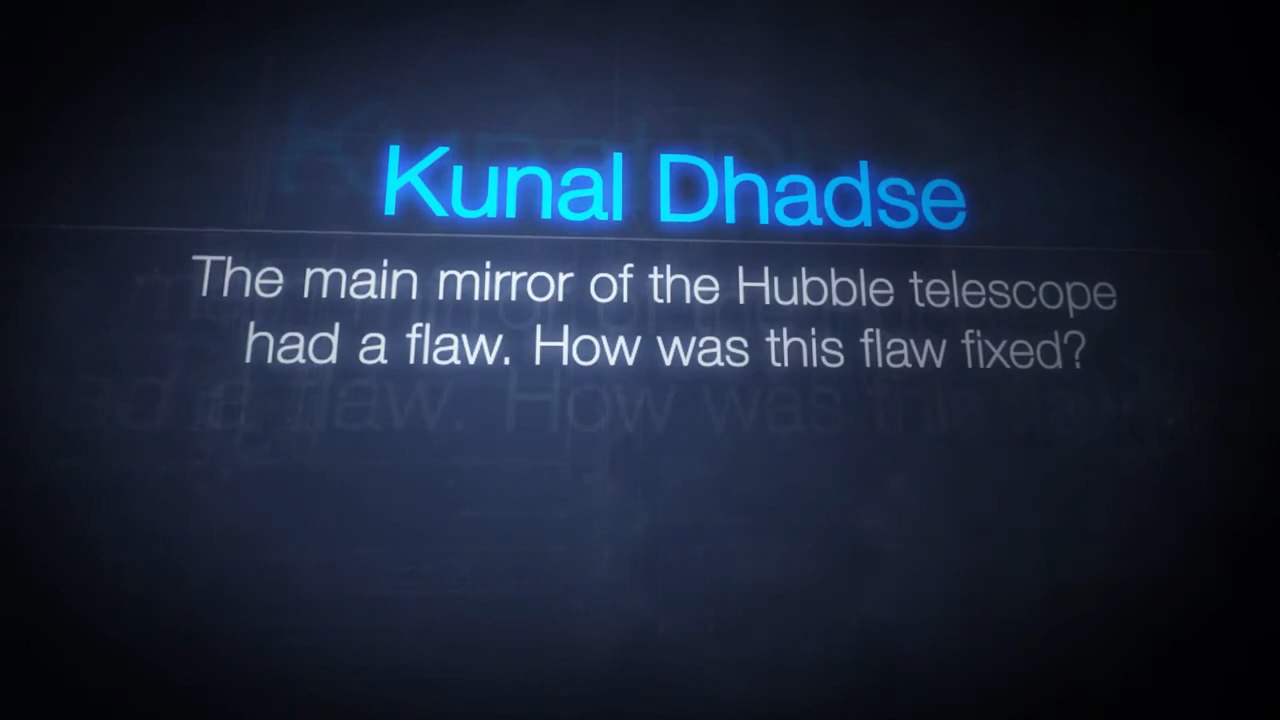 Kunal Dhadse
The main mirror of the Hubble telescope
had a flaw. How was this flaw fixed?